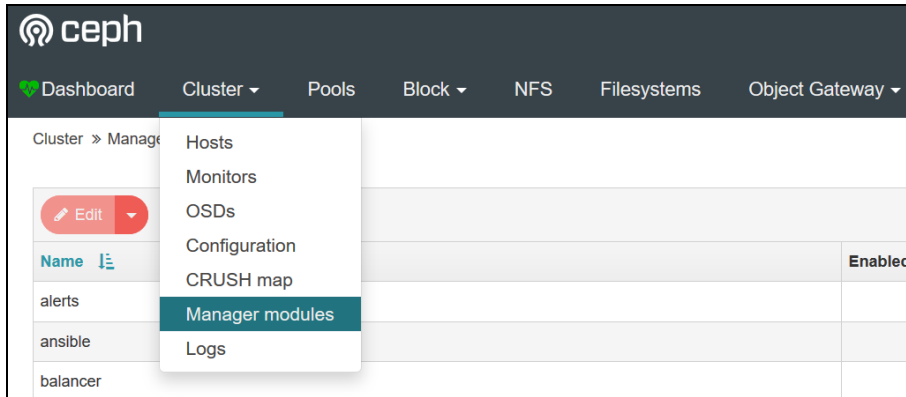 ceph
Dashboard Cluster Pools Block NFS Filesystems Object Gateway
Cluster » Manage
Hosts
Monitors
OSDs
Configuration
CRUSH map
Manager modules
Logs
Edit
Name Enabled
alerts
ansible
balancer